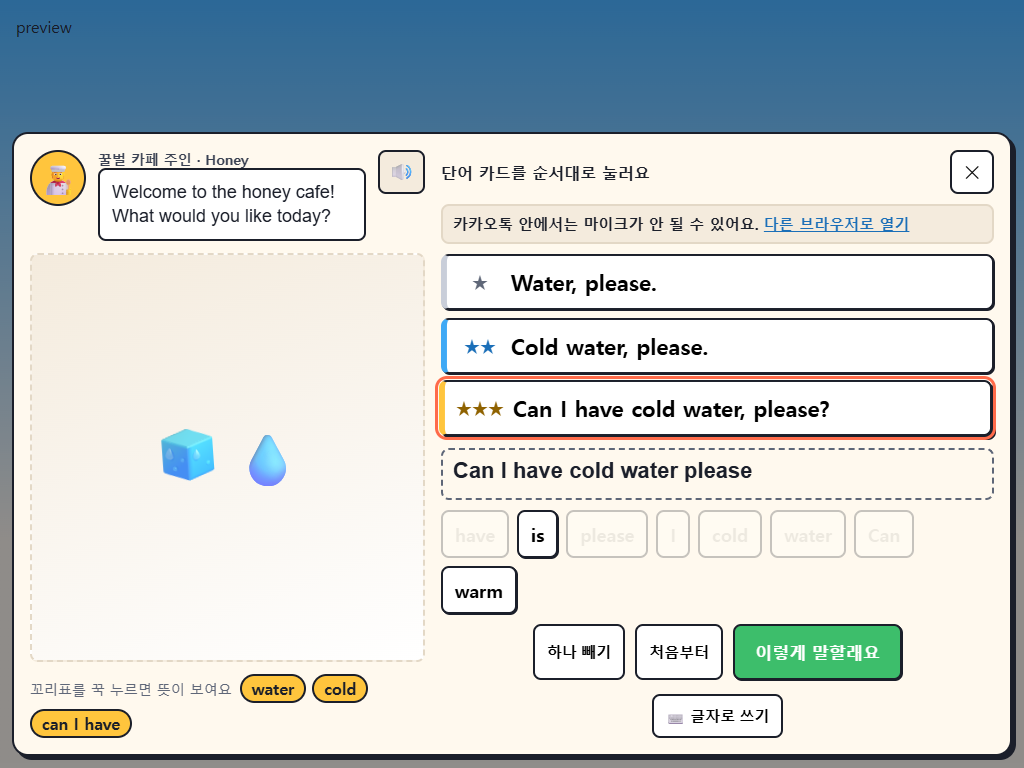 preview
꿀벌 카페 주인 · Honey
Welcome to the honey cafe!
What would you like today?
꼬리표를 꾹 누르면 뜻이 보여요 water cold
can I have
단어 카드를 순서대로 눌러요
카카오톡 안에서는 마이크가 안 될 수 있어요. 다른 브라우저로 열기
★ Water, please.
★★ Cold water, please.
★★★ Can I have cold water, please?
Can I have cold water please
have is please I cold water Can
warm
하나 빼기 처음부터 이렇게 말할래요
글자로 쓰기